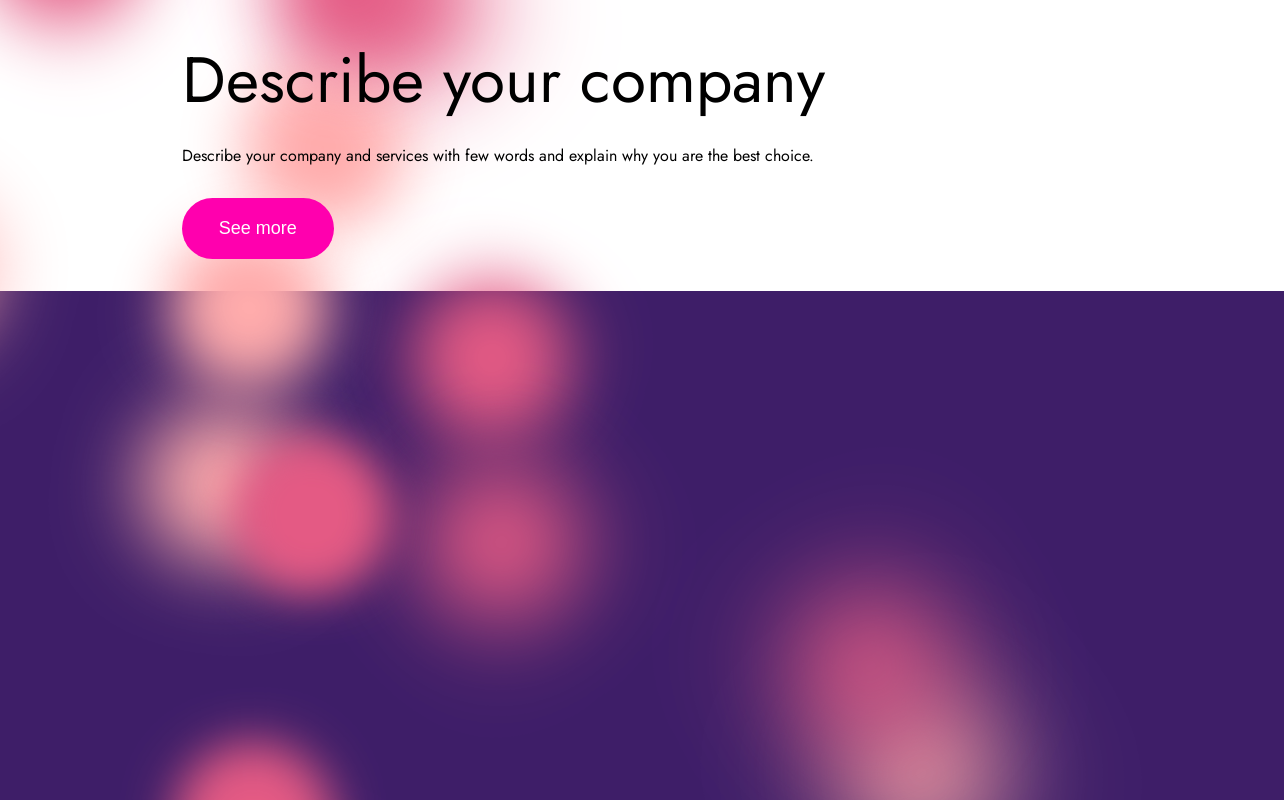 Describe your company
Describe your company and services with few words and explain why you are the best choice.
See more